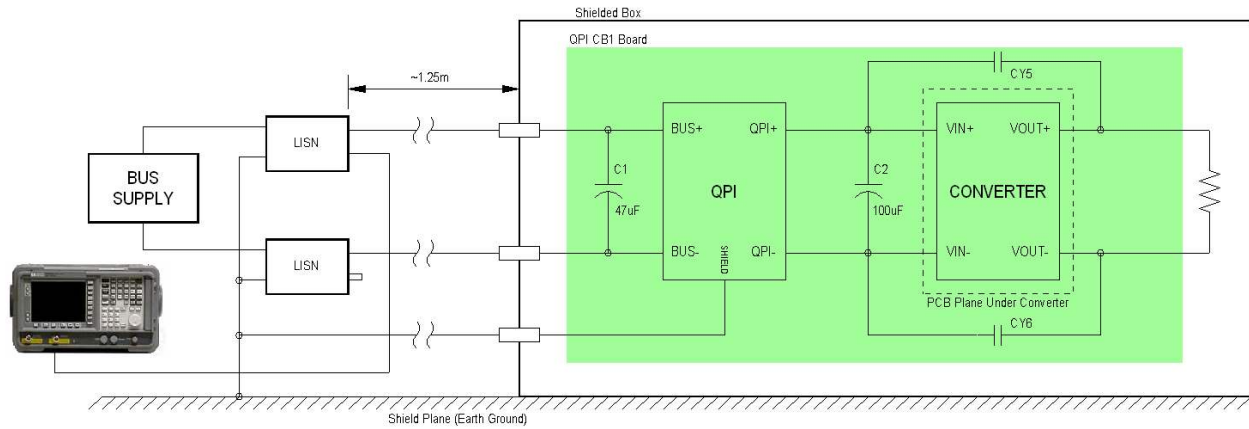 Shielded Box
QPI CB1 Board
~1.25m
CY5
LISN
BUS+
QPI+
VIN+
VOUT+
BUS
SUPPLY
C1
47uF
QPI
C2
100uF
CONVERTER
LISN
BUS-
SHIELD
QPI-
VIN-
VOUT-
PCB Plane Under Converter
CY6
Shield Plane (Earth Ground)